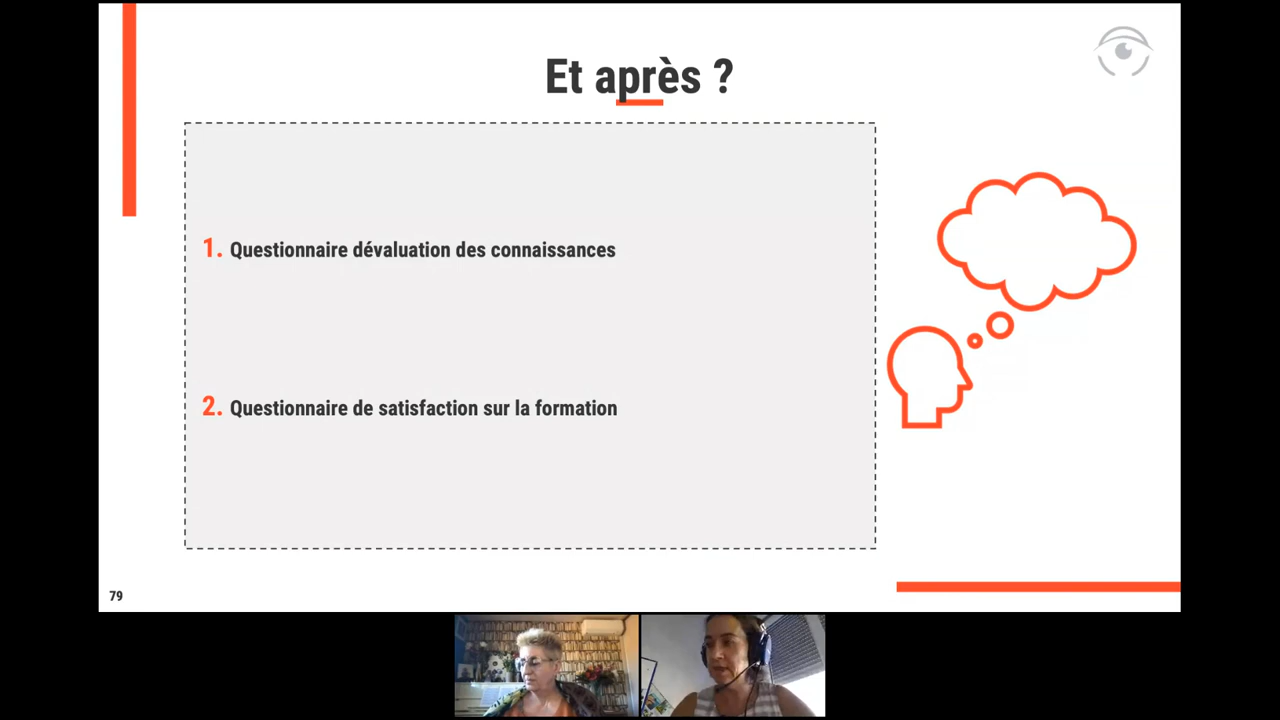 Et après ?
1. Questionnaire dévaluation des connaissances
2. Questionnaire de satisfaction sur la formation
79